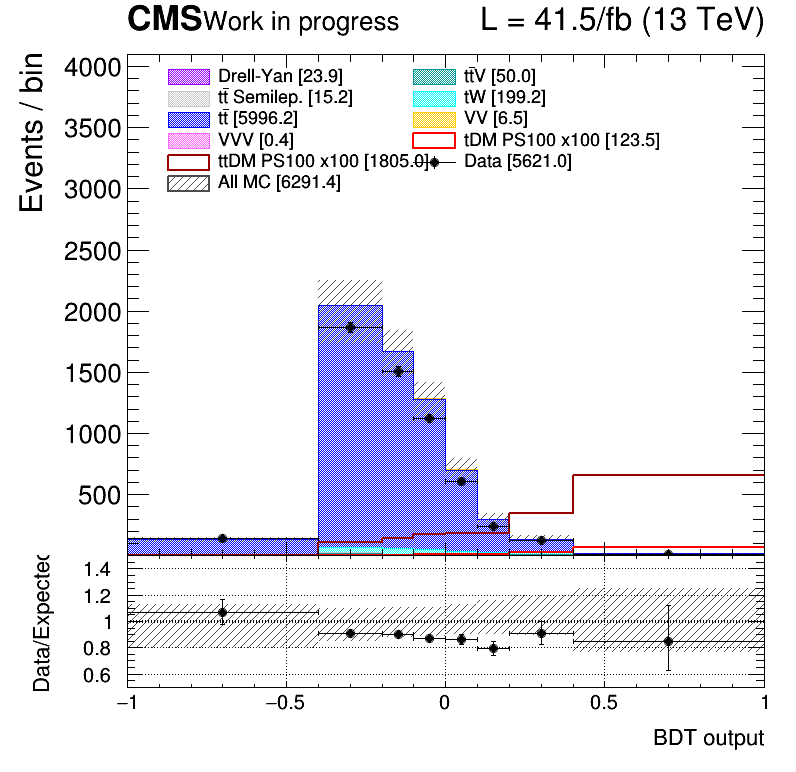 CMS Work in progress L = 41.5/fb (13 TeV)
Events / bin
4000
3500
3000
2500
2000
1500
1000
500
Drell-Yan [23.9] tt̄V [50.0]
tt̄ Semilep. [15.2] tW [199.2]
tt̄ [5996.2] VV [6.5]
VVV [0.4] tDM PS100 x100 [123.5]
ttDM PS100 x100 [1805.0] Data [5621.0]
All MC [6291.4]
Data/Expected
1.4
1.2
1
0.8
0.6
−1 −0.5 0 0.5 1
BDT output